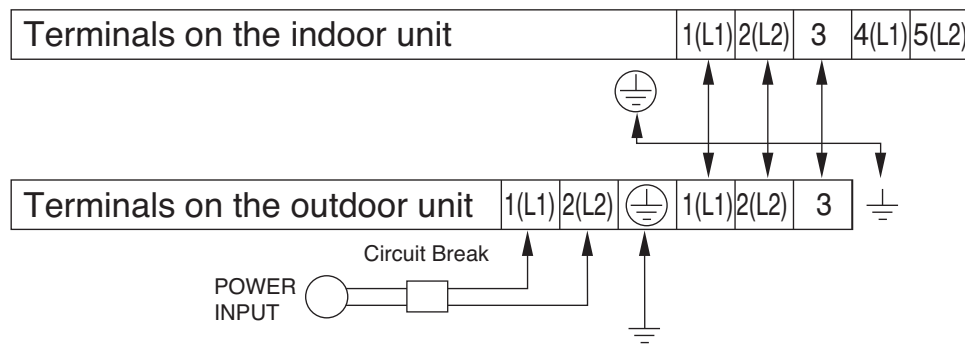 Terminals on the indoor unit 1(L1) 2(L2) 3 4(L1) 5(L2)
Terminals on the outdoor unit 1(L1) 2(L2) 1(L1) 2(L2) 3
Circuit Break
POWER
INPUT